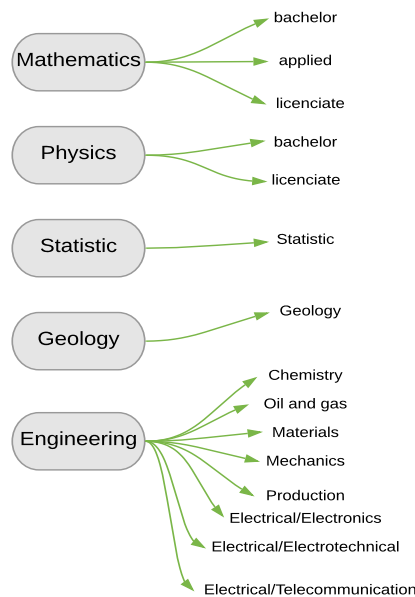 Mathematics
bachelor
applied
licenciate
Physics
bachelor
licenciate
Statistic
Statistic
Geology
Geology
Engineering
Chemistry
Oil and gas
Materials
Mechanics
Production
Electrical/Electronics
Electrical/Electrotechnical
Electrical/Telecommunication